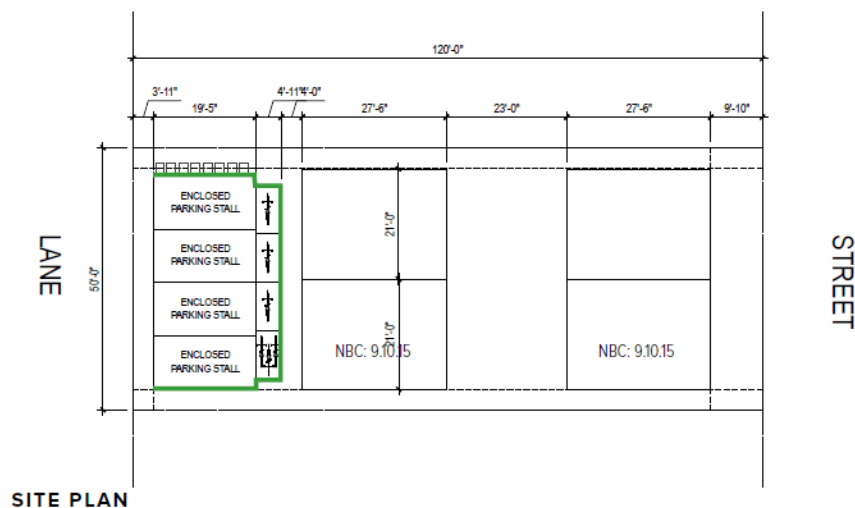 120'-0"
3'-11"
19'-5"
4'-11"
4'-0"
27'-6"
23'-0"
27'-6"
9'-10"
ENCLOSED
PARKING STALL
ENCLOSED
PARKING STALL
ENCLOSED
PARKING STALL
ENCLOSED
PARKING STALL
LANE
50'-0"
21'-0"
21'-0"
NBC: 9.10.15
NBC: 9.10.15
STREET
SITE PLAN